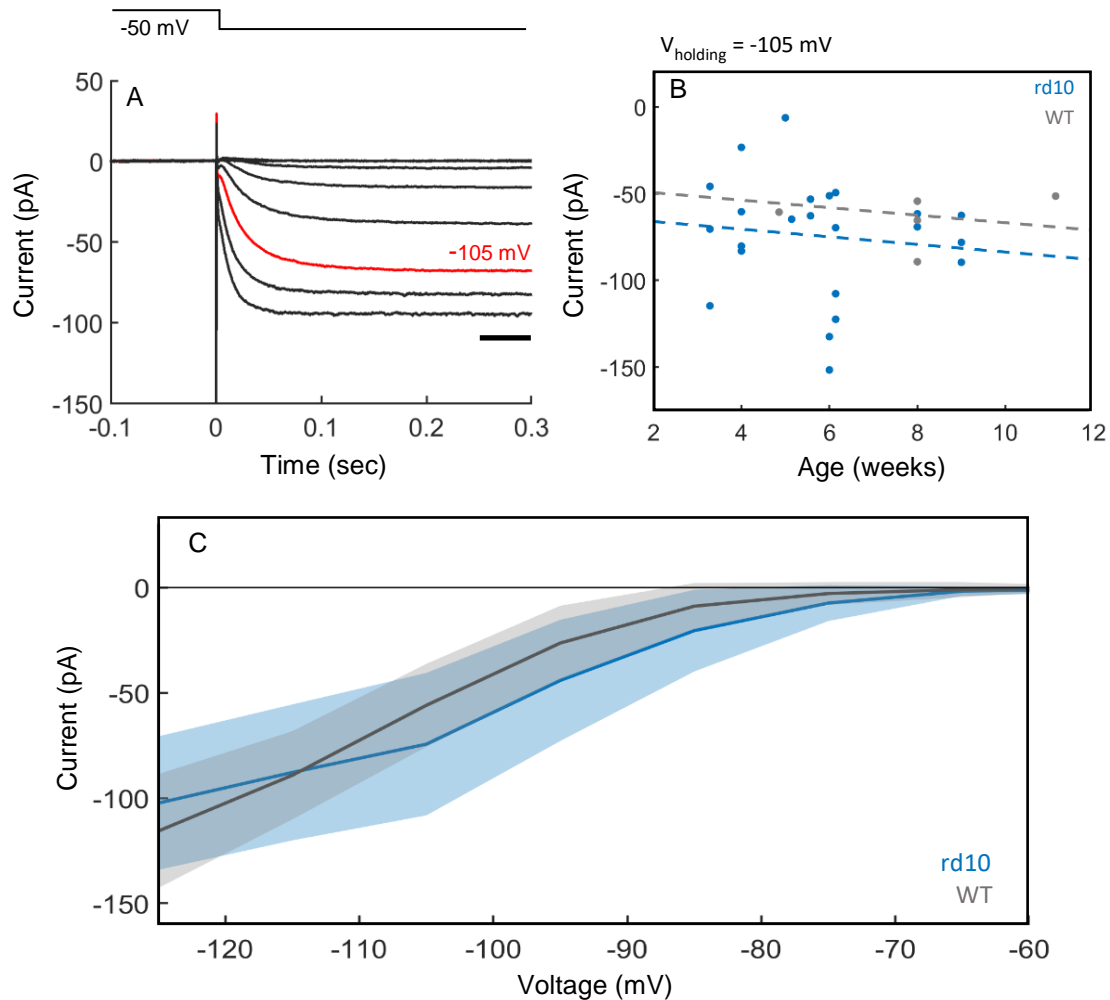 -50 mV
A
50
0
-50
-100
-150
Current (pA)
-105 mV
-0.1 0 0.1 0.2 0.3
Time (sec)
Vholding = -105 mV
B
rd10
WT
0
-50
-100
-150
Current (pA)
2 4 6 8 10 12
Age (weeks)
C
0
-50
-100
-150
Current (pA)
rd10
WT
-120 -110 -100 -90 -80 -70 -60
Voltage (mV)